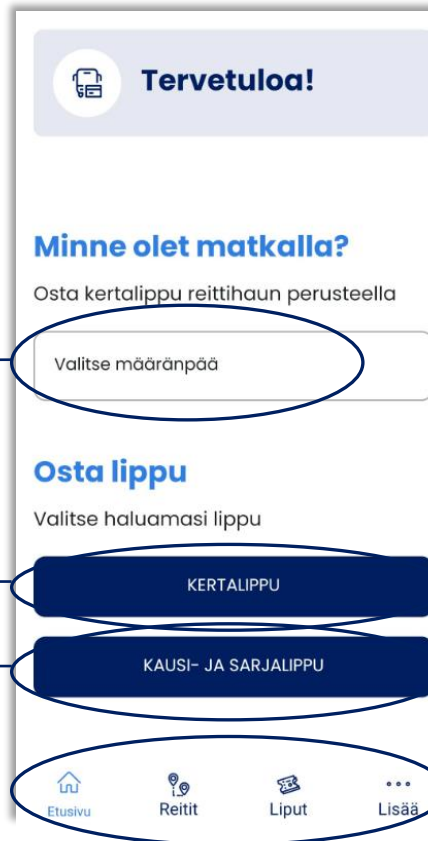 Tervetuloa!
Minne olet matkalla?
Osta kertalippu reittihaun perusteella
Valitse määränpää
Osta lippu
Valitse haluamasi lippu
KERTALIPPU
KAUSI- JA SARJALIPPU
Etusivu Reitit Liput Lisää